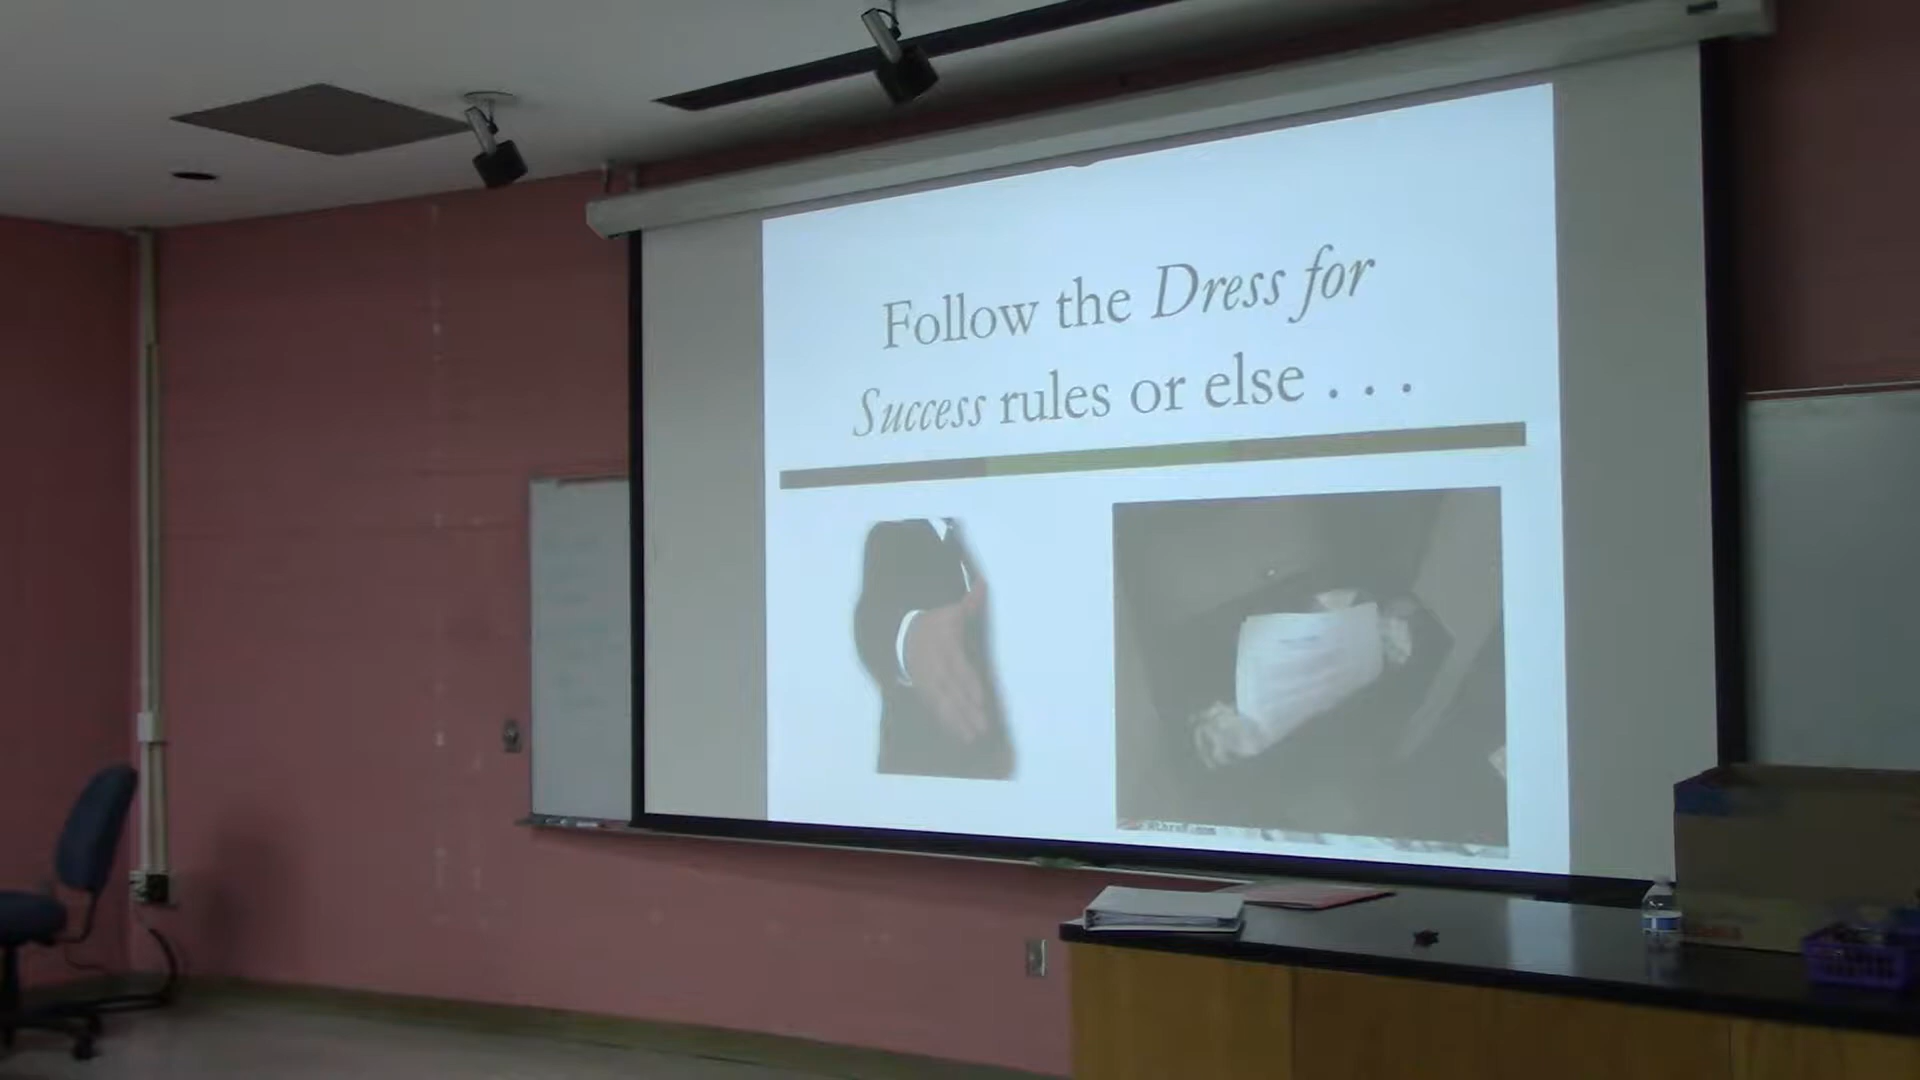 Follow the Dress for
Success rules or else . . .